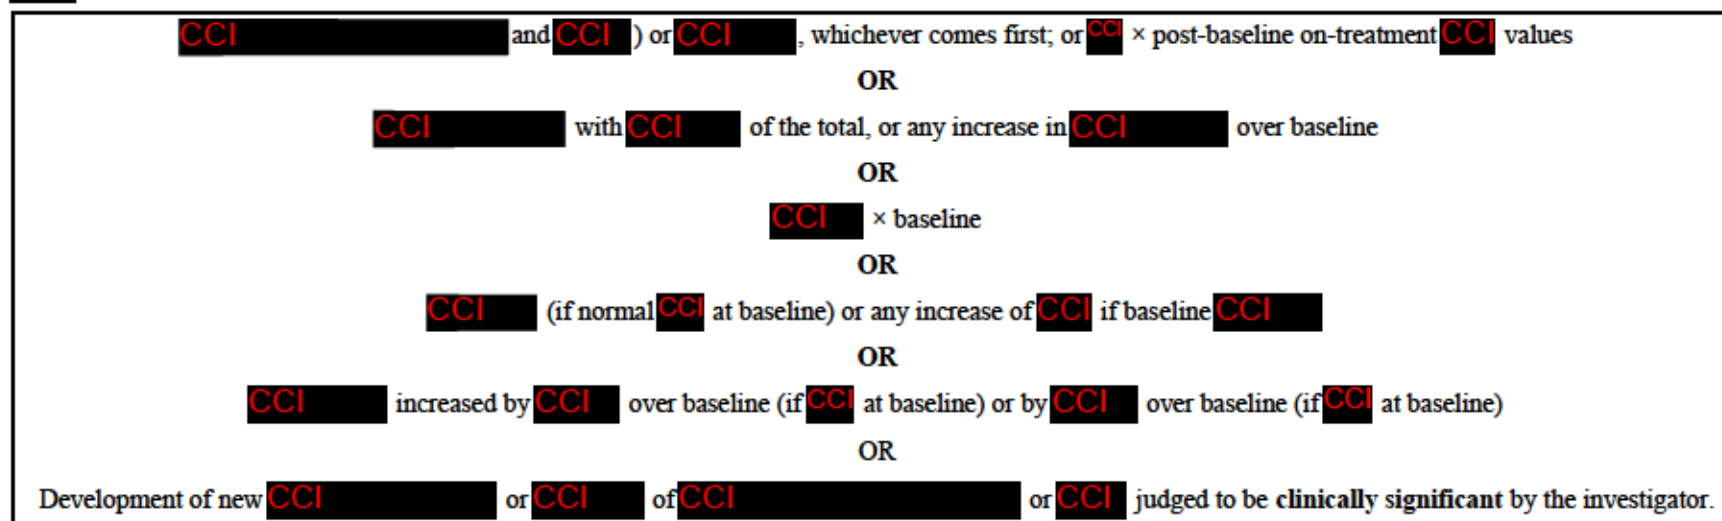 CCI and CCI ) or CCI , whichever comes first; or CCI × post-baseline on-treatment CCI values
OR
CCI with CCI of the total, or any increase in CCI over baseline
OR
CCI × baseline
OR
CCI (if normal CCI at baseline) or any increase of CCI if baseline CCI
OR
CCI increased by CCI over baseline (if CCI at baseline) or by CCI over baseline (if CCI at baseline)
OR
Development of new CCI or CCI of CCI or CCI judged to be clinically significant by the investigator.